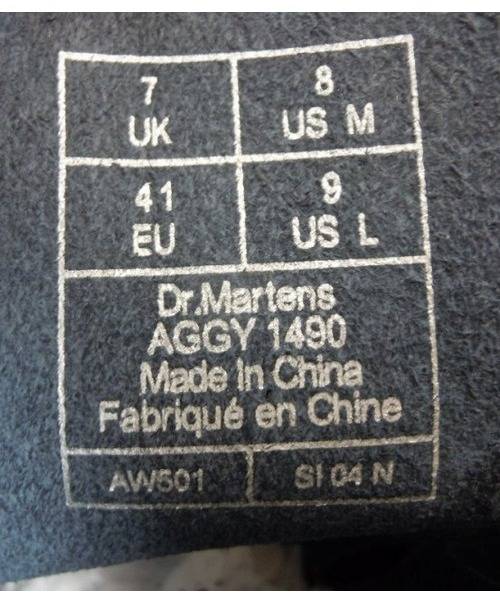 7 8
UK US M
41 9
EU US L
Dr.Martens
AGGY 1490
Made In China
Fabriqué en Chine
AW501 SI 04 N